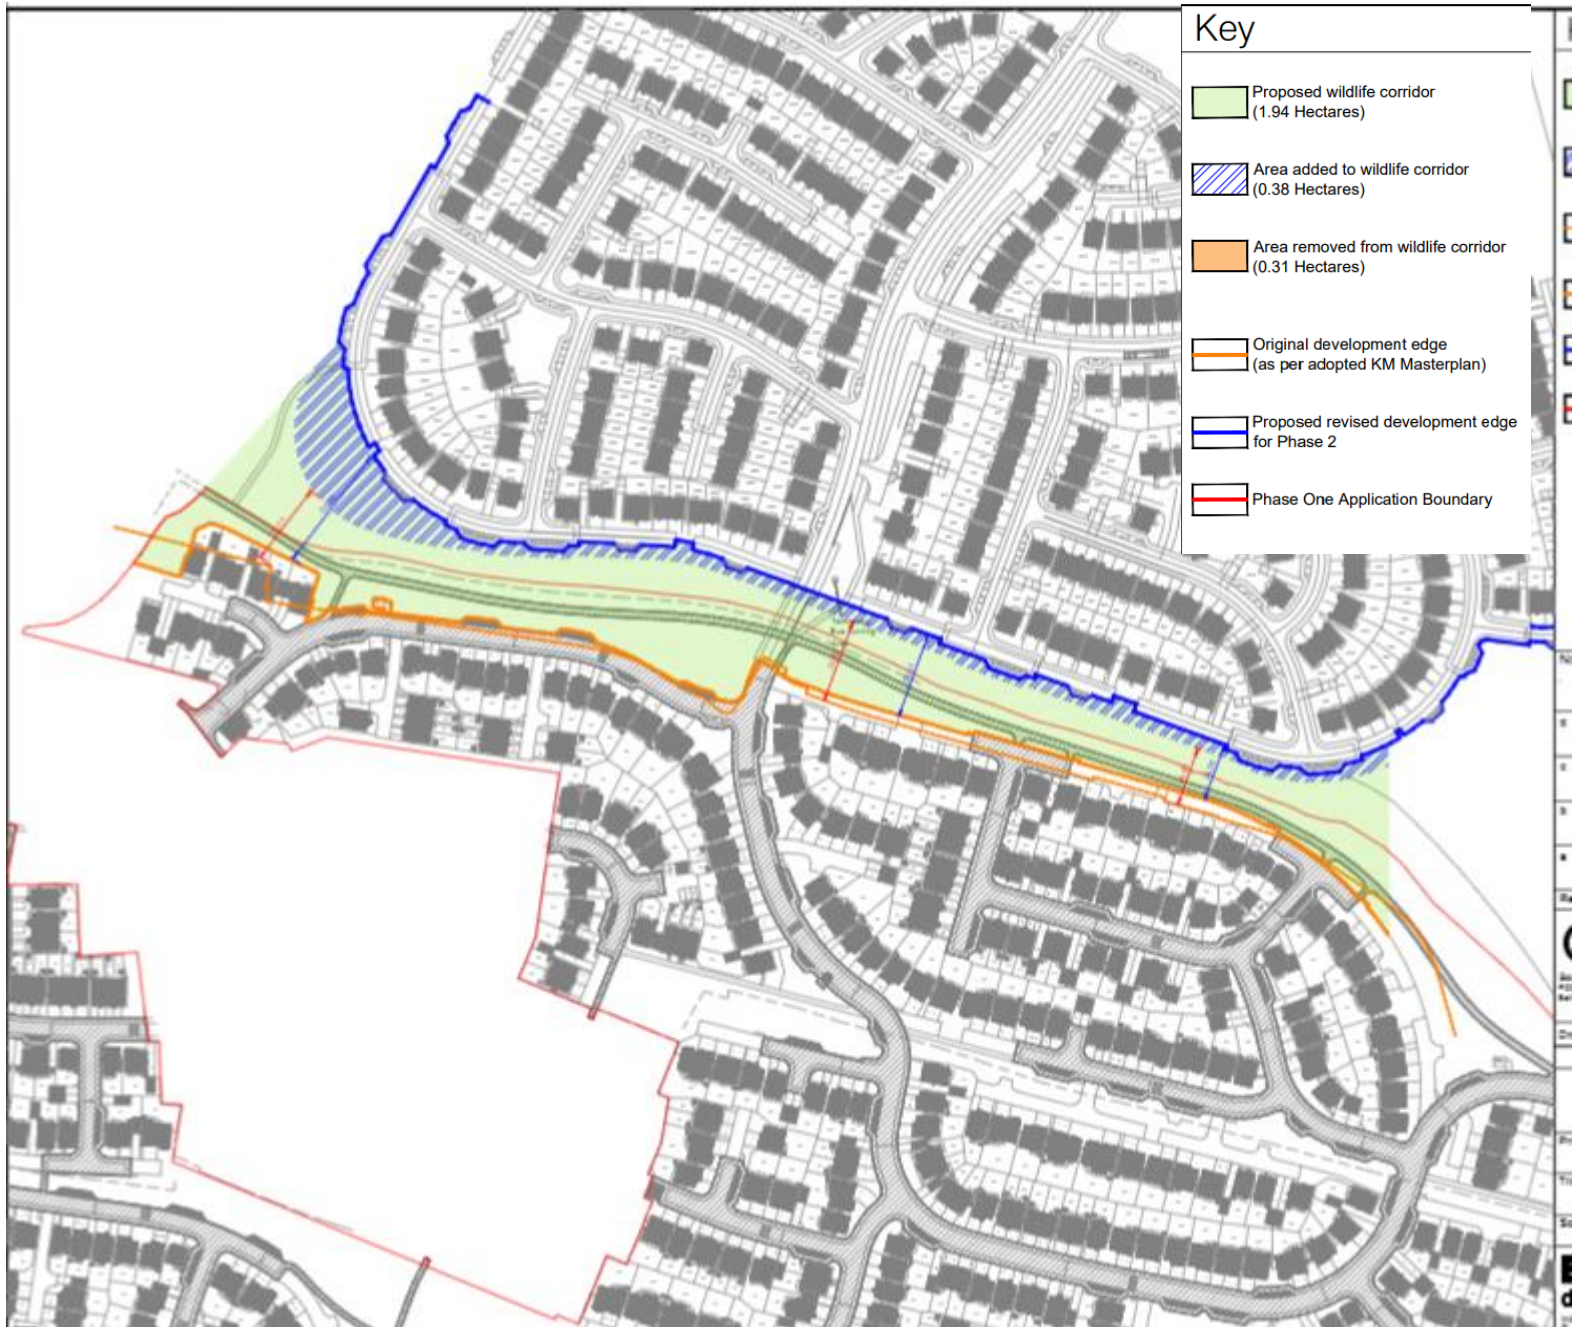 Key
Proposed wildlife corridor
(1.94 Hectares)
Area added to wildlife corridor
(0.38 Hectares)
Area removed from wildlife corridor
(0.31 Hectares)
Original development edge
(as per adopted KM Masterplan)
Proposed revised development edge
for Phase 2
Phase One Application Boundary